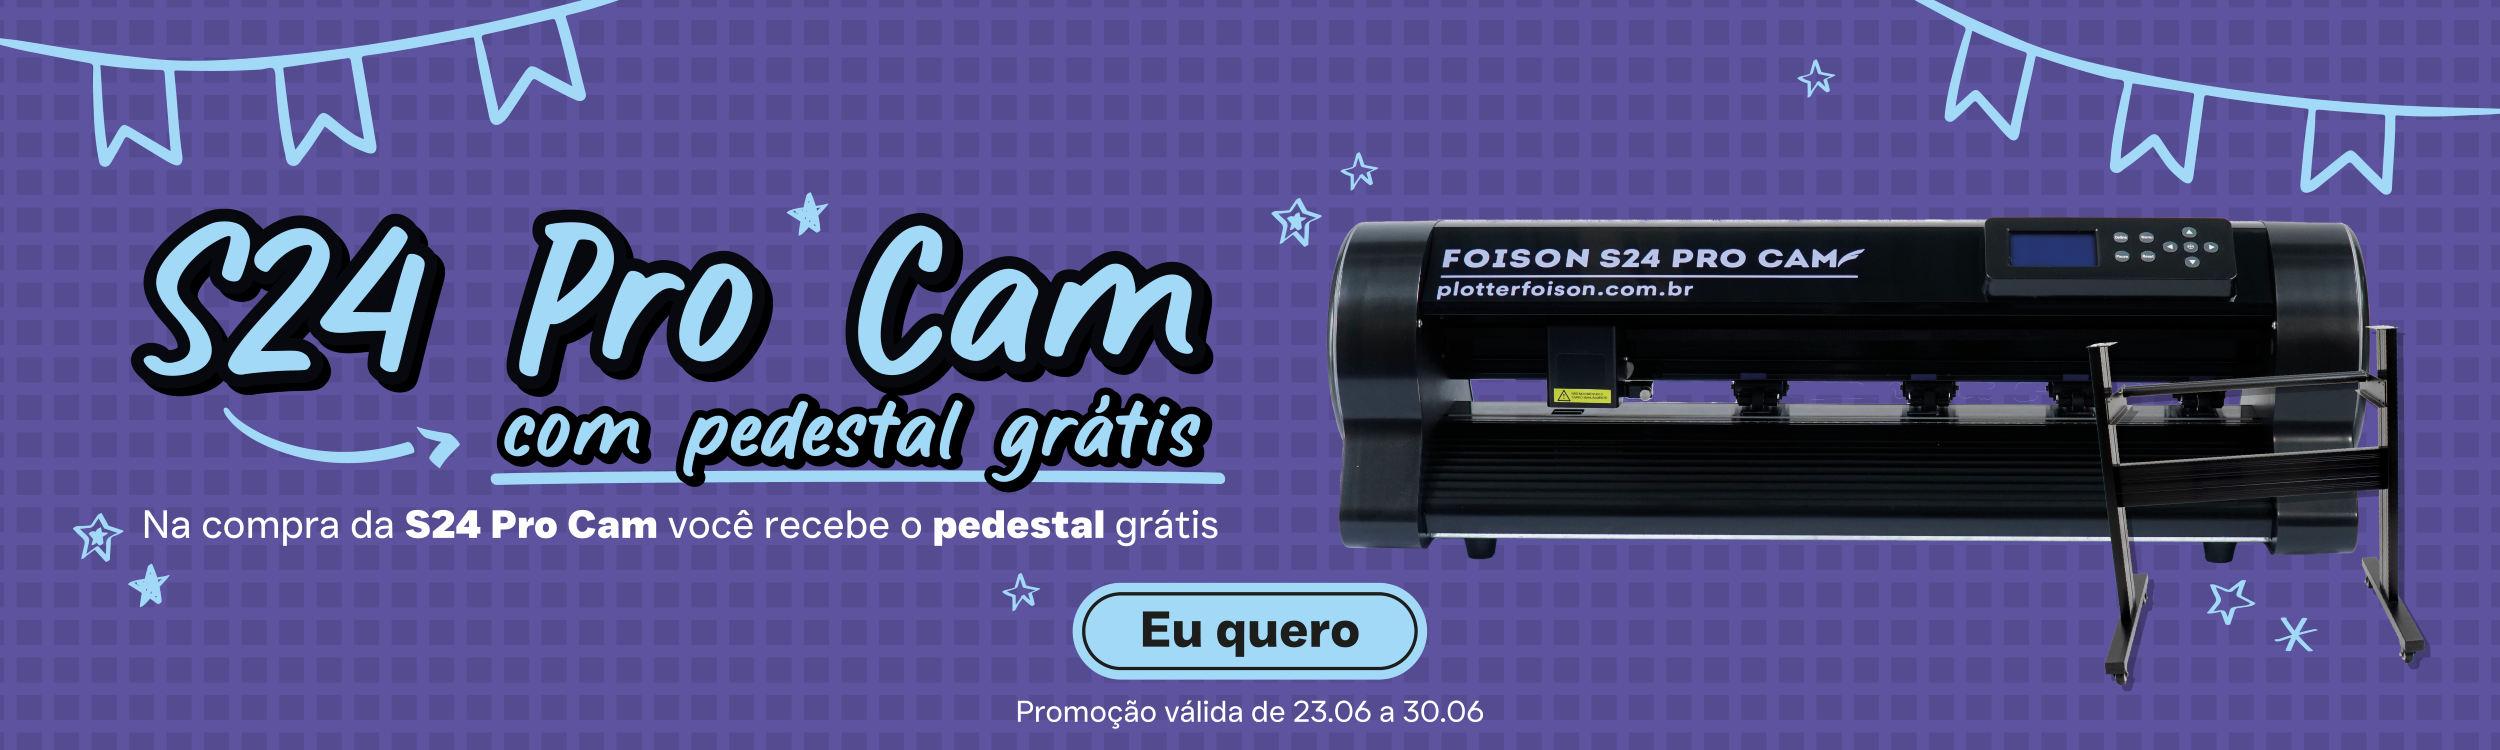 S24 Pro Cam
com pedestal grátis
Na compra da S24 Pro Cam você recebe o pedestal grátis
Eu quero
Promoção válida de 23.06 a 30.06
FOISON S24 PRO CAM
plotterfoison.com.br